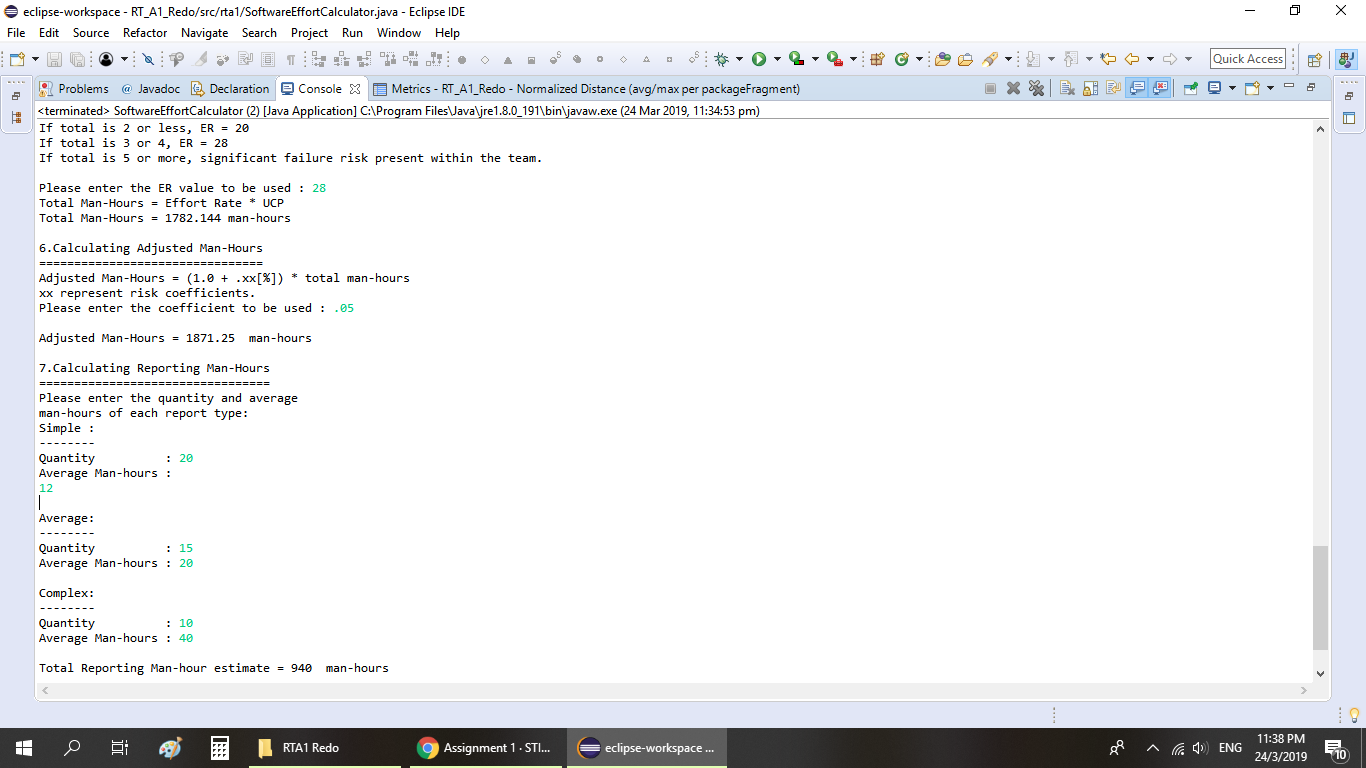 eclipse-workspace - RT_A1_Redo/src/rta1/SoftwareEffortCalculator.java - Eclipse IDE
File Edit Source Refactor Navigate Search Project Run Window Help
Quick Access
Problems @ Javadoc Declaration Console Metrics - RT_A1_Redo - Normalized Distance (avg/max per packageFragment)
<terminated> SoftwareEffortCalculator (2) [Java Application] C:\Program Files\Java\jre1.8.0_191\bin\javaw.exe (24 Mar 2019, 11:34:53 pm)
If total is 2 or less, ER = 20
If total is 3 or 4, ER = 28
If total is 5 or more, significant failure risk present within the team.
Please enter the ER value to be used : 28
Total Man-Hours = Effort Rate * UCP
Total Man-Hours = 1782.144 man-hours
6.Calculating Adjusted Man-Hours
================================
Adjusted Man-Hours = (1.0 + .xx[%]) * total man-hours
xx represent risk coefficients.
Please enter the coefficient to be used : .05
Adjusted Man-Hours = 1871.25  man-hours
7.Calculating Reporting Man-Hours
=================================
Please enter the quantity and average
man-hours of each report type:
Simple :
--------
Quantity          : 20
Average Man-hours :
12
Average:
--------
Quantity          : 15
Average Man-hours : 20
Complex:
--------
Quantity          : 10
Average Man-hours : 40
Total Reporting Man-hour estimate = 940  man-hours
RTA1 Redo
Assignment 1 · STI...
eclipse-workspace ...
ENG
11:38 PM
24/3/2019
10